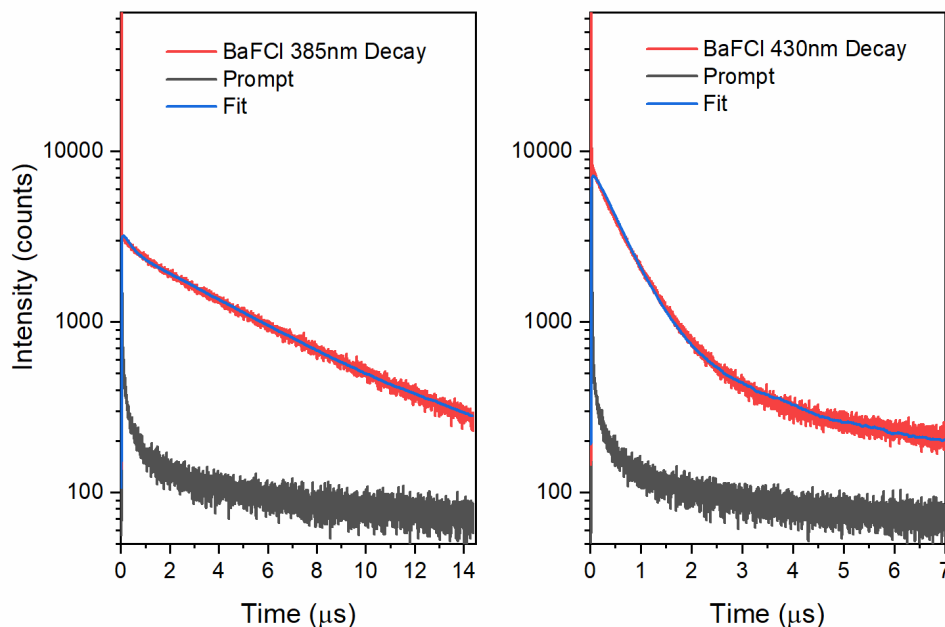 BaFCl 385nm Decay
Prompt
Fit
10000
1000
100
Intensity (counts)
0 2 4 6 8 10 12 14
Time (μs)
BaFCl 430nm Decay
Prompt
Fit
10000
1000
100
0 1 2 3 4 5 6 7
Time (μs)